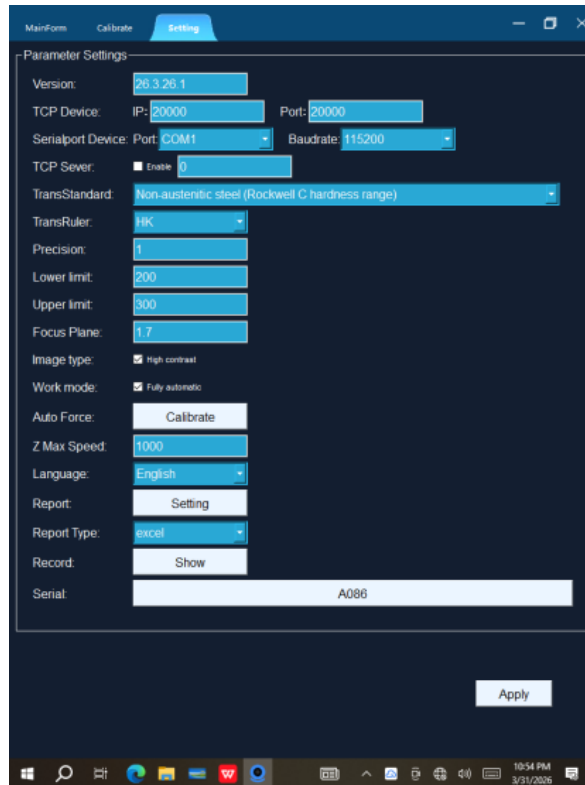 MainForm Calibrate Setting
Parameter Settings
Version: 26.3.26.1
TCP Device: IP: 20000 Port: 20000
Serialport Device: Port: COM1 Baudrate: 115200
TCP Sever: Enable 0
TransStandard: Non-austenitic steel (Rockwell C hardness range)
TransRuler: HK
Precision: 1
Lower limit: 200
Upper limit: 300
Focus Plane: 1.7
Image type: High contrast
Work mode: Fully automatic
Auto Force: Calibrate
Z Max Speed: 1000
Language: English
Report: Setting
Report Type: excel
Record: Show
Serial: A086
Apply
10:54 PM
3/31/2026